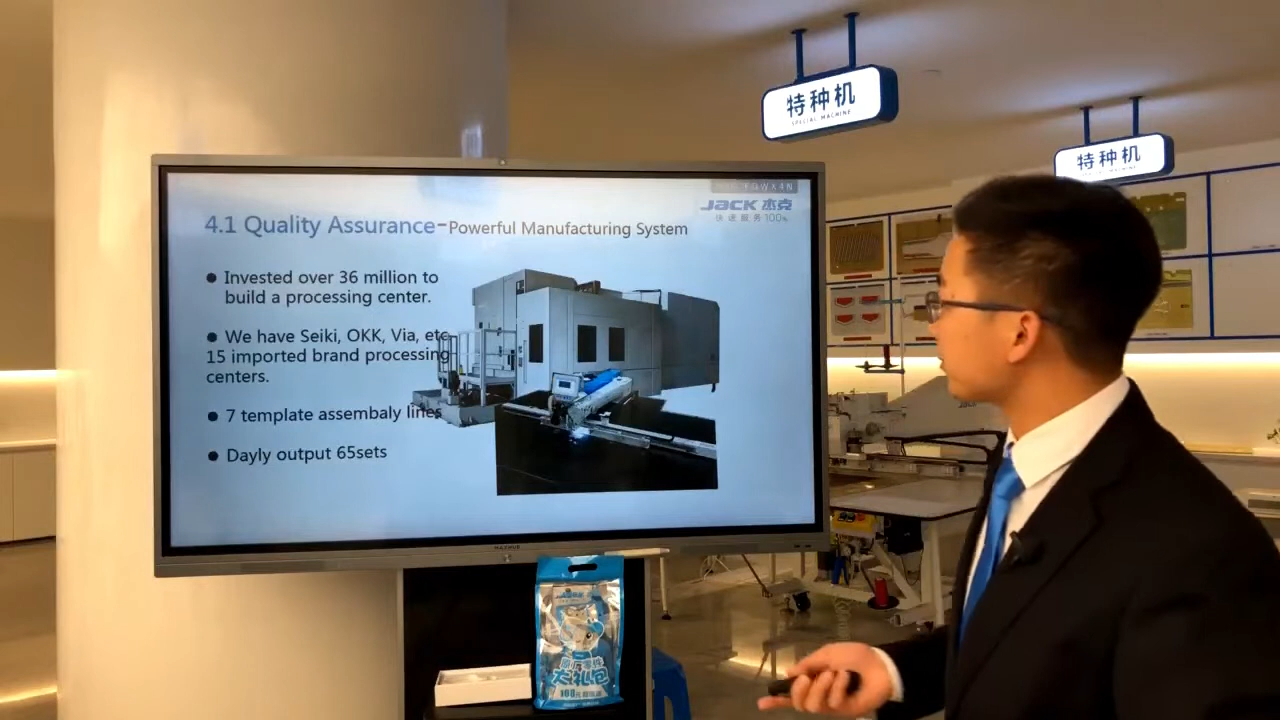 特种机
SPECIAL MACHINE
特种机
JACK 杰克
快速服务100%
4.1 Quality Assurance-Powerful Manufacturing System
● Invested over 36 million to
build a processing center.
● We have Seiki, OKK, Via, etc
15 imported brand processing
centers.
● 7 template assembaly lines
● Dayly output 65sets
MAXHUB
大礼包